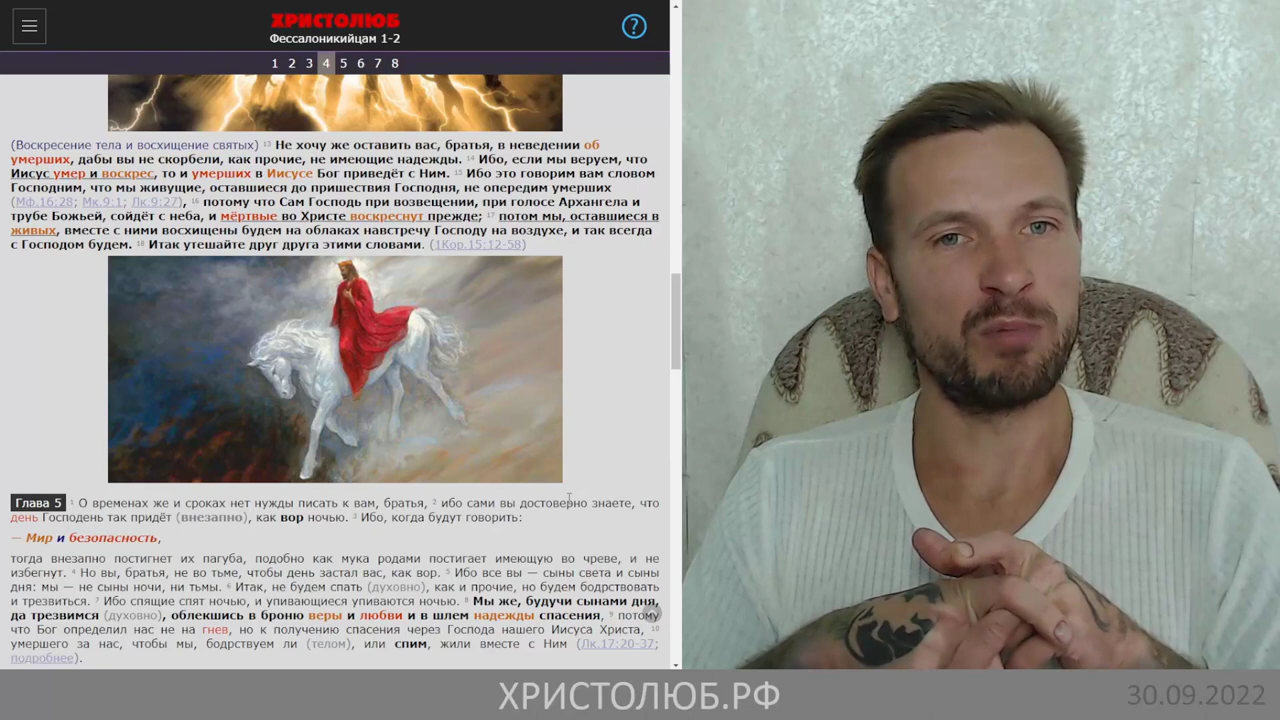 ХРИСТОЛЮБ
Фессалоникийцам 1-2
1 2 3 4 5 6 7 8
(Воскресение тела и восхищение святых) 13 Не хочу же оставить вас, братья, в неведении об
умерших, дабы вы не скорбели, как прочие, не имеющие надежды. 14 Ибо, если мы веруем, что
Иисус умер и воскрес, то и умерших в Иисусе Бог приведёт с Ним. 15 Ибо это говорим вам словом
Господним, что мы живущие, оставшиеся до пришествия Господня, не опередим умерших
(Мф.16:28; Мк.9:1; Лк.9:27), 16 потому что Сам Господь при возвещении, при голосе Архангела и
трубе Божьей, сойдёт с неба, и мёртвые во Христе воскреснут прежде; 17 потом мы, оставшиеся в
живых, вместе с ними восхищены будем на облаках навстречу Господу на воздухе, и так всегда
с Господом будем. 18 Итак утешайте друг друга этими словами. (1Кор.15:12-58)
Глава 5 1 О временах же и сроках нет нужды писать к вам, братья, 2 ибо сами вы достоверно знаете, что
день Господень так придёт (внезапно), как вор ночью. 3 Ибо, когда будут говорить:
— Мир и безопасность,
тогда внезапно постигнет их пагуба, подобно как мука родами постигает имеющую во чреве, и не
избегнут. 4 Но вы, братья, не во тьме, чтобы день застал вас, как вор. 5 Ибо все вы — сыны света и сыны
дня: мы — не сыны ночи, ни тьмы. 6 Итак, не будем спать (духовно), как и прочие, но будем бодрствовать
и трезвиться. 7 Ибо спящие спят ночью, и упивающиеся упиваются ночью. 8 Мы же, будучи сынами дня,
да трезвимся (духовно), облекшись в броню веры и любви и в шлем надежды спасения, 9 потому
что Бог определил нас не на гнев, но к получению спасения через Господа нашего Иисуса Христа, 10
умершего за нас, чтобы мы, бодрствуем ли (телом), или спим, жили вместе с Ним (Лк.17:20-37;
подробнее).
ХРИСТОЛЮБ.РФ
30.09.2022